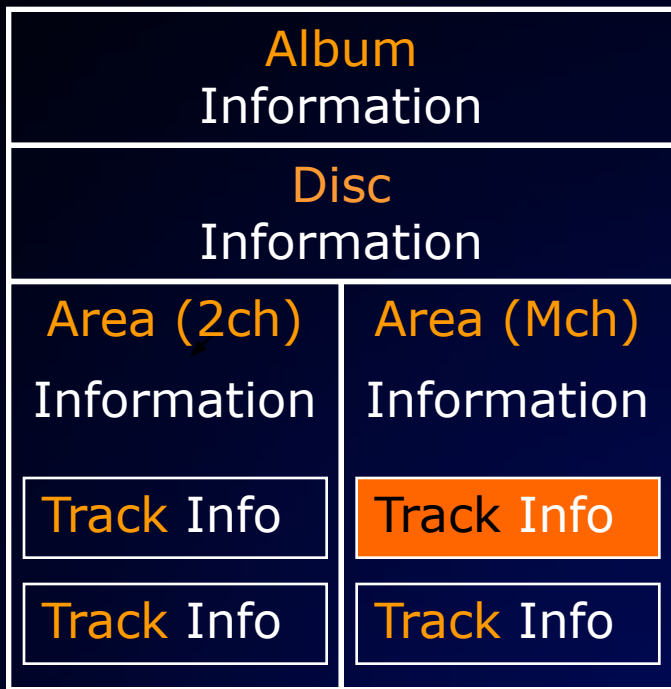 Album
Information
Disc
Information
Area (2ch)
Information
Track Info
Track Info
Area (Mch)
Information
Track Info
Track Info